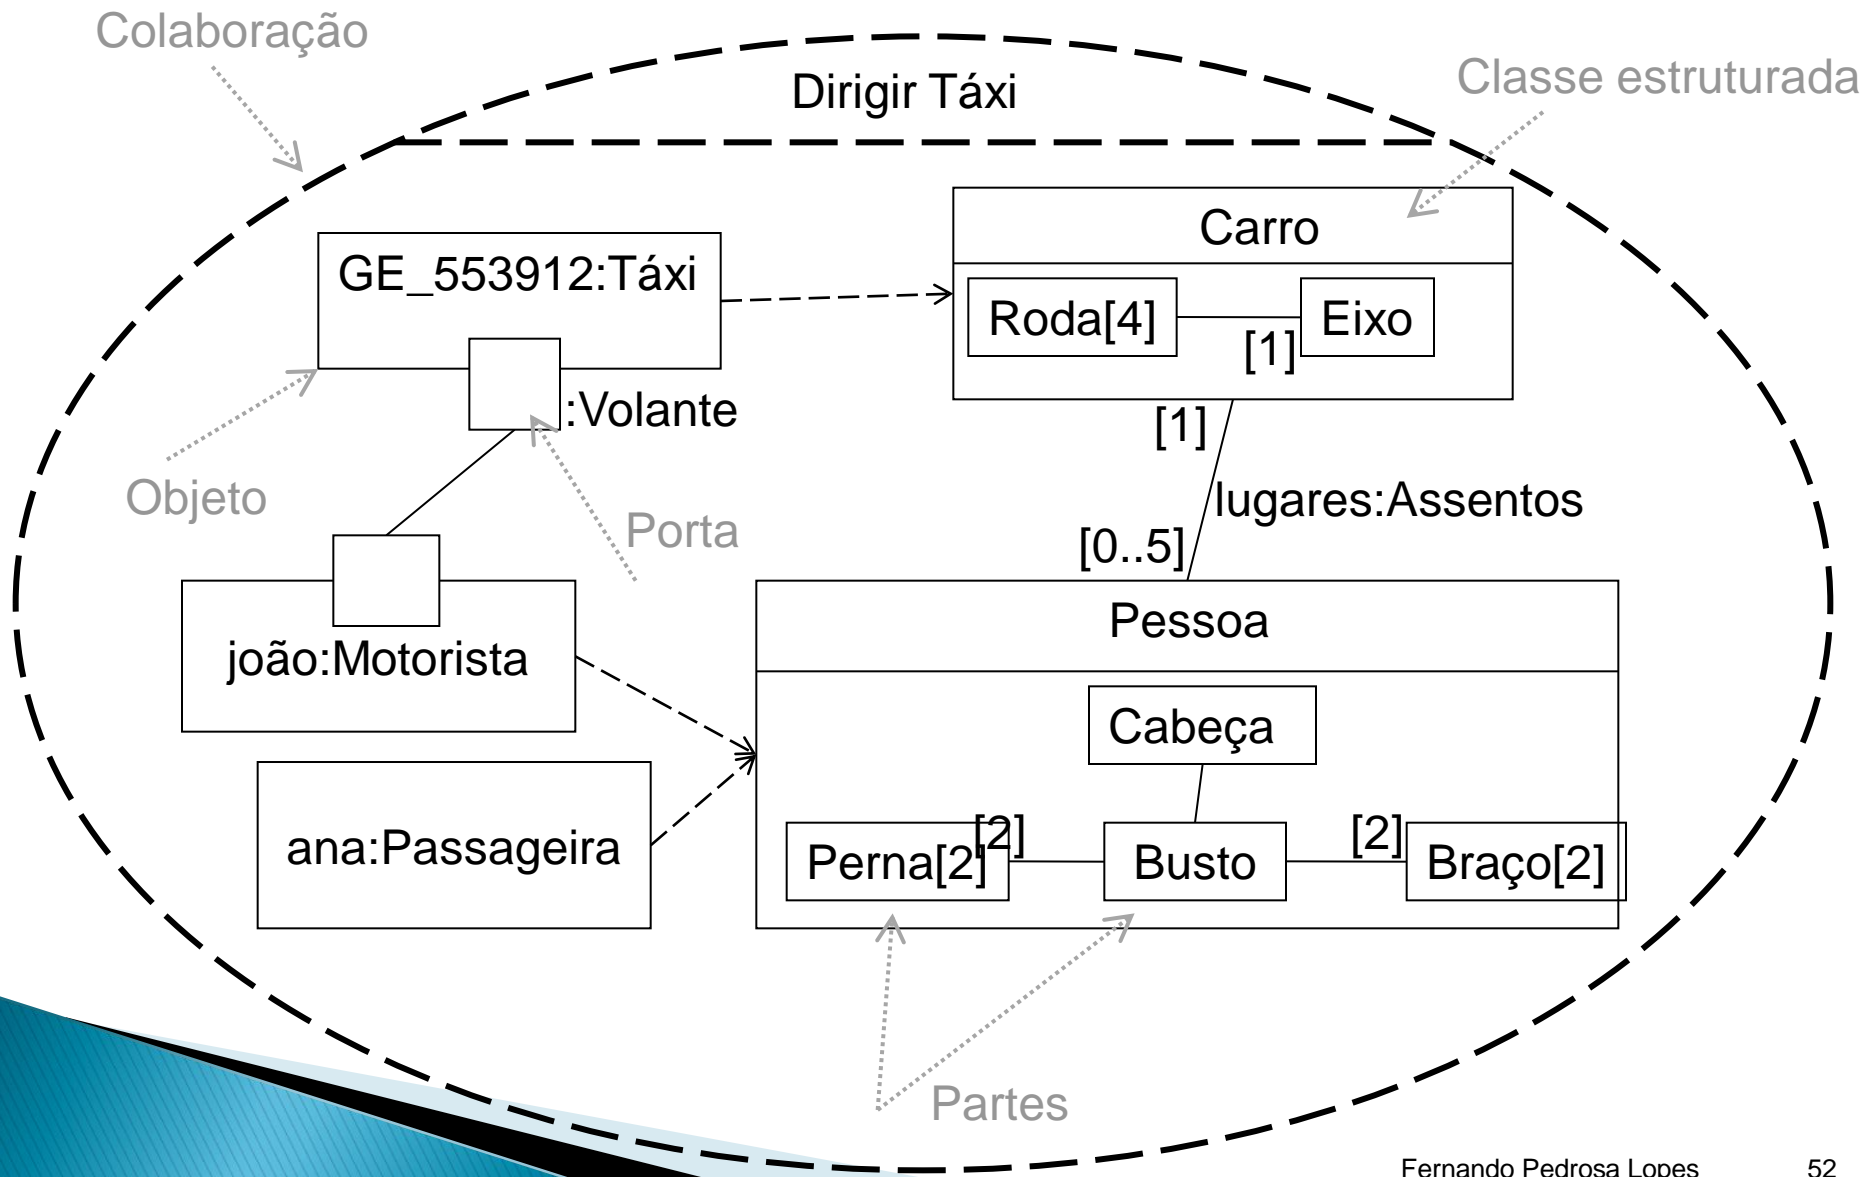 Colaboração
Dirigir Táxi
Classe estruturada
Carro
GE_553912:Táxi
Roda[4]
[1]
Eixo
:Volante
[1]
Objeto
lugares:Assentos
Porta
[0..5]
Pessoa
joão:Motorista
Cabeça
ana:Passageira
Perna[2]
[2]
Busto
[2]
Braço[2]
Partes
Fernando Pedrosa Lopes 52